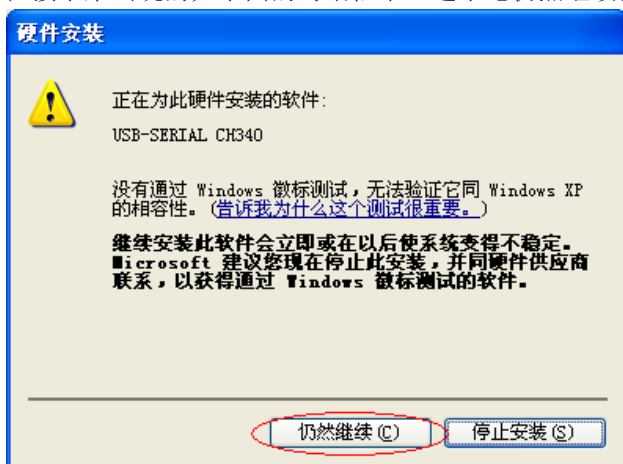 硬件安装
正在为此硬件安装的软件:
USB-SERIAL CH340
没有通过 Windows 徽标测试，无法验证它同 Windows XP
的相容性。(告诉我为什么这个测试很重要。)
继续安装此软件会立即或在以后使系统变得不稳定。
Microsoft 建议您现在停止此安装，并同硬件供应商
联系，以获得通过 Windows 徽标测试的软件。
仍然继续(C)
停止安装(S)